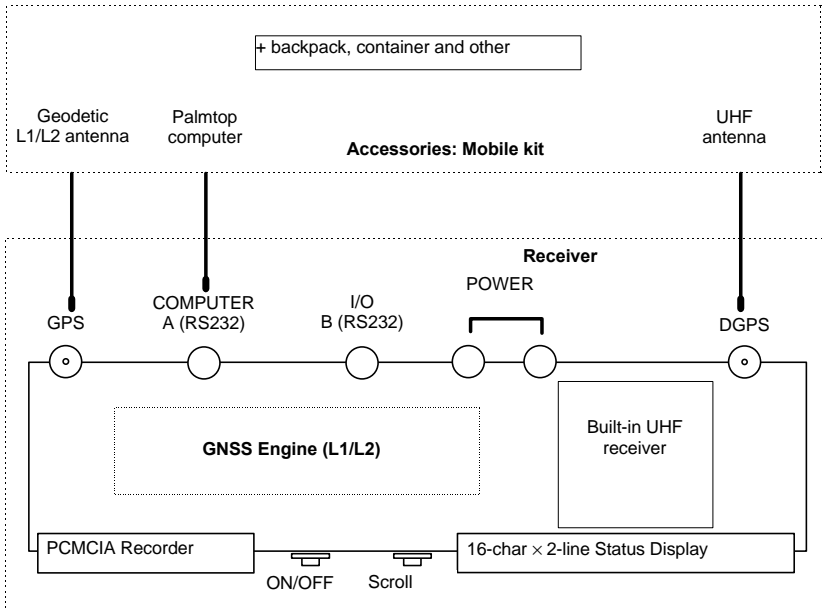 + backpack, container and other
Geodetic
L1/L2 antenna
Palmtop
computer
UHF
antenna
Accessories: Mobile kit
Receiver
POWER
GPS
COMPUTER
A (RS232)
I/O
B (RS232)
DGPS
GNSS Engine (L1/L2)
Built-in UHF
receiver
PCMCIA Recorder
16-char × 2-line Status Display
ON/OFF
Scroll